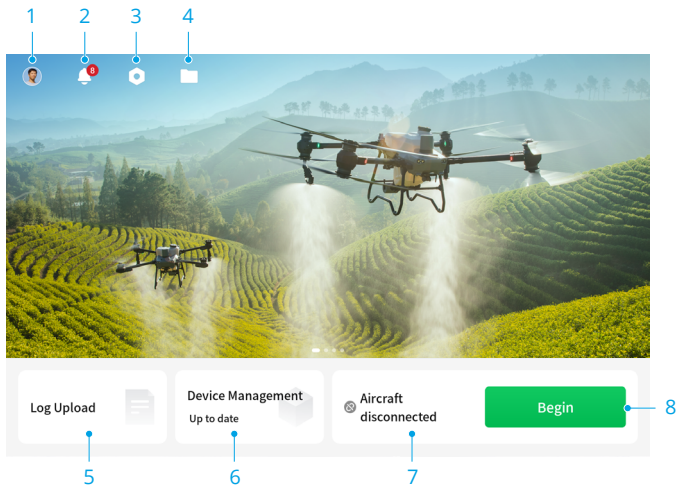 1 2 3 4
8
Log Upload
Device Management
Up to date
Aircraft
disconnected
Begin
8
5 6 7